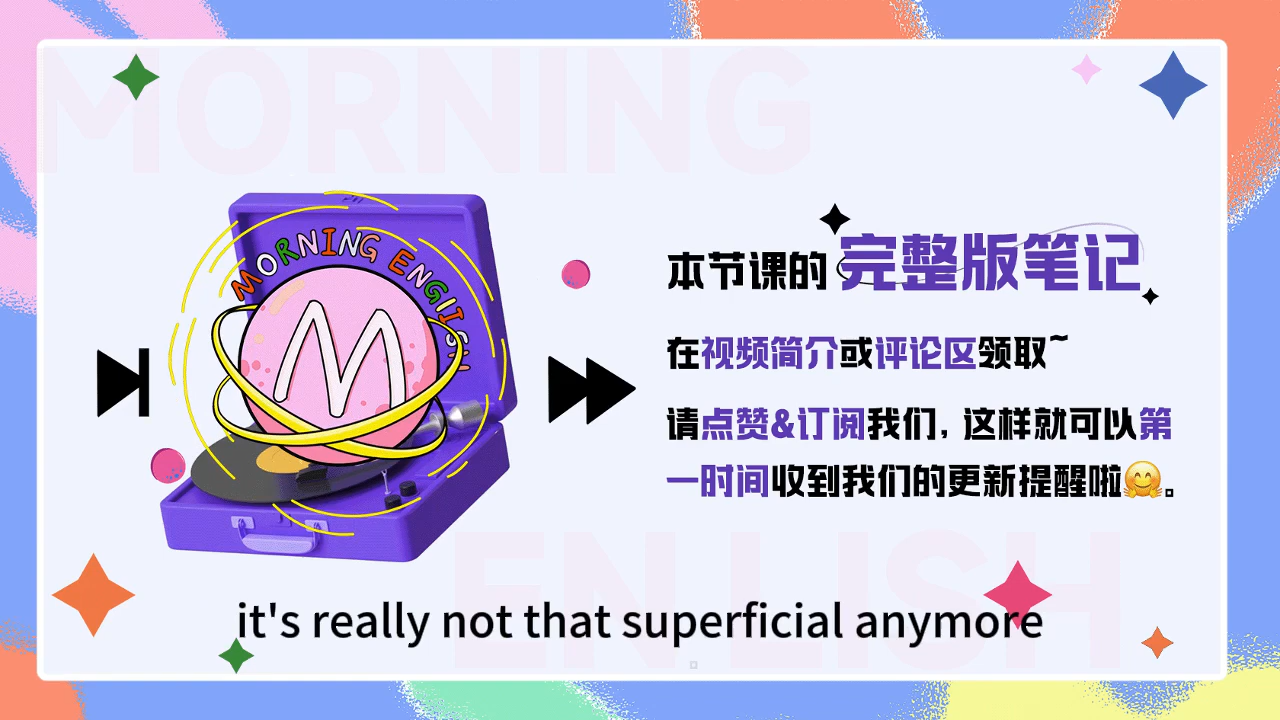 MORNING
MORNING ENGLISH
M
本节课的 完整版笔记
在视频简介或评论区领取~
请点赞&订阅我们, 这样就可以第
一时间收到我们的更新提醒啦🤗。
EN LISH
it's really not that superficial anymore